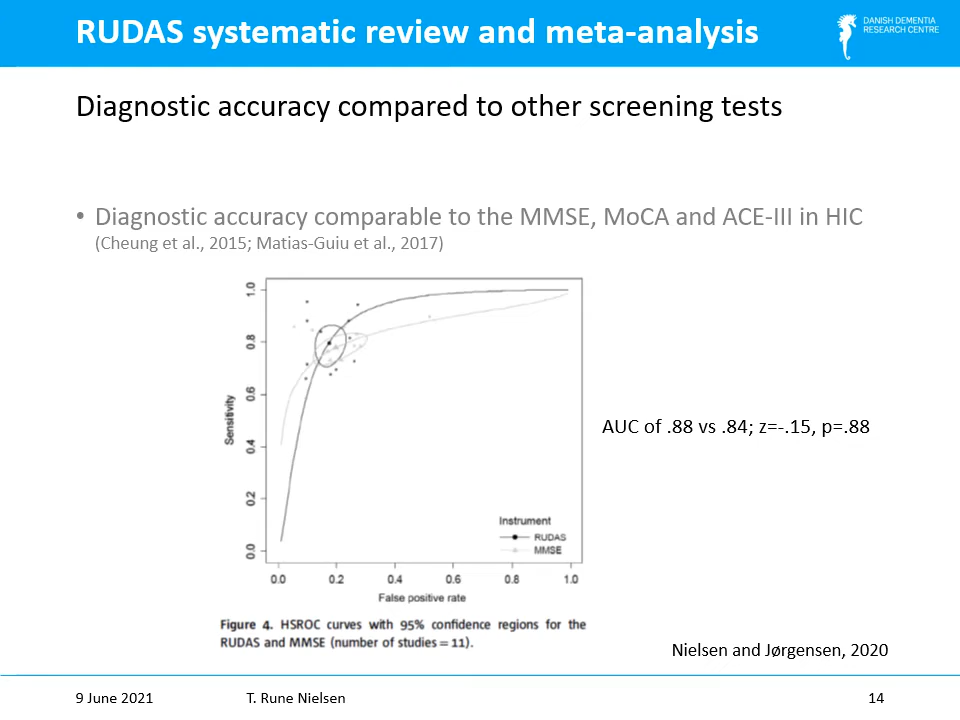 RUDAS systematic review and meta-analysis
DANISH DEMENTIA
RESEARCH CENTRE
Diagnostic accuracy compared to other screening tests
• Diagnostic accuracy comparable to the MMSE, MoCA and ACE-III in HIC
(Cheung et al., 2015; Matias-Guiu et al., 2017)
1.0
0.8
0.6
0.4
0.2
0.0
Sensitivity
0.0 0.2 0.4 0.6 0.8 1.0
False positive rate
Instrument
RUDAS
MMSE
AUC of .88 vs .84; z=-.15, p=.88
Figure 4. HSROC curves with 95% confidence regions for the
RUDAS and MMSE (number of studies = 11).
Nielsen and Jørgensen, 2020
9 June 2021 T. Rune Nielsen 14